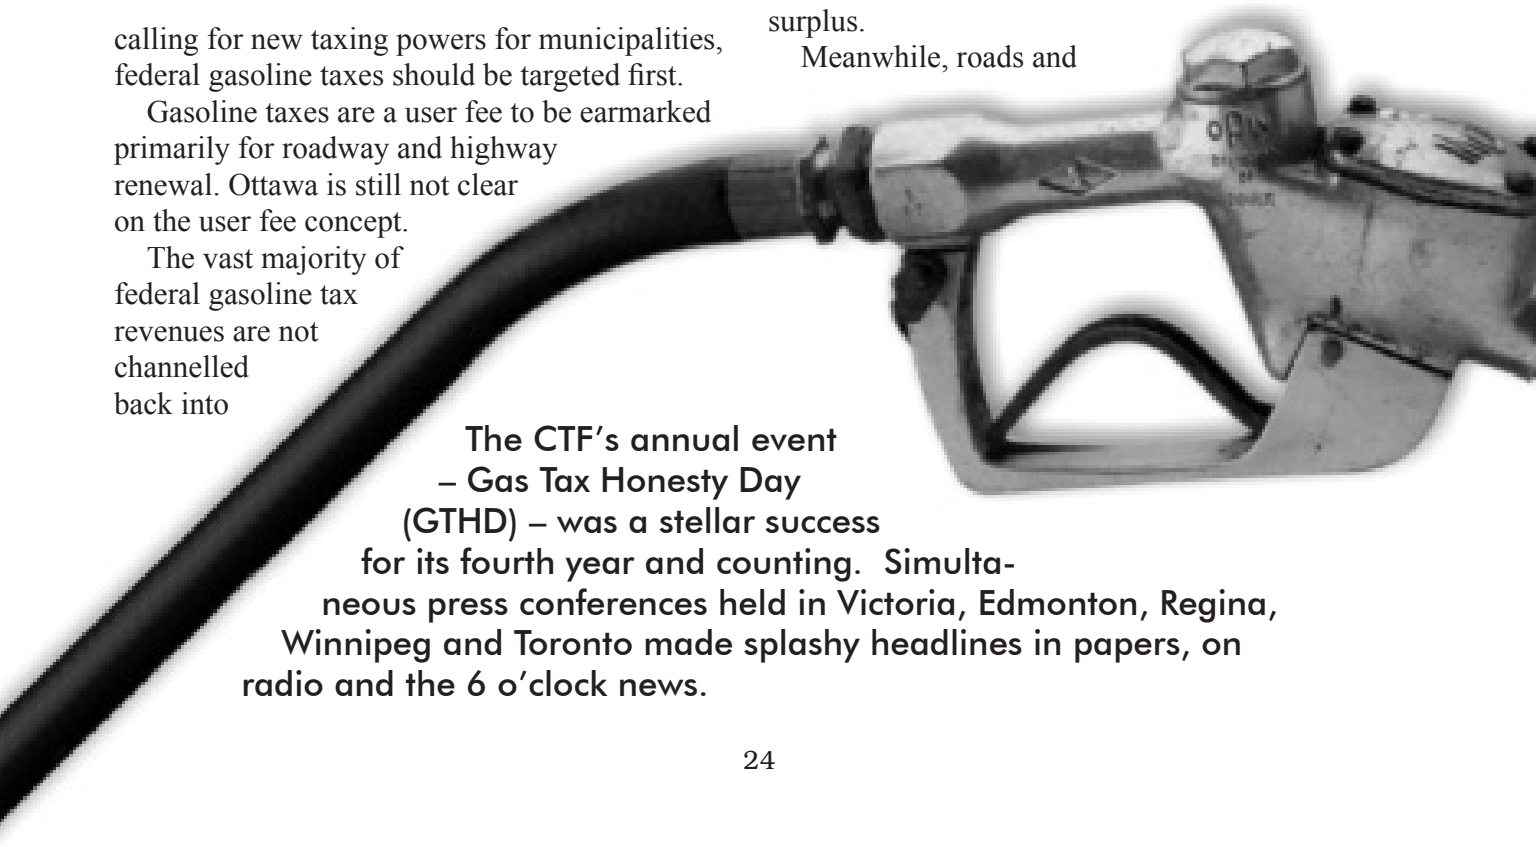 calling for new taxing powers for municipalities,
federal gasoline taxes should be targeted first.
Gasoline taxes are a user fee to be earmarked
primarily for roadway and highway
renewal. Ottawa is still not clear
on the user fee concept.
The vast majority of
federal gasoline tax
revenues are not
channelled
back into
surplus.
Meanwhile, roads and
The CTF’s annual event
– Gas Tax Honesty Day
(GTHD) – was a stellar success
for its fourth year and counting.  Simulta-
neous press conferences held in Victoria, Edmonton, Regina,
Winnipeg and Toronto made splashy headlines in papers, on
radio and the 6 o’clock news.
24